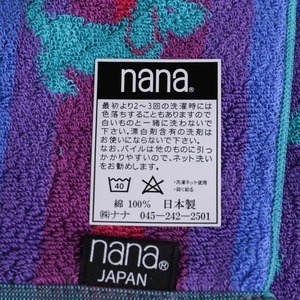 nana®
最初より2~3回の洗濯時には
色落ちすることもありますので
白いものと一緒に洗わないで下
さい。漂白剤含有の洗剤は
お使いにならないで下さい。
なお、パイルは他のものに引っ
かかりやすいので、ネット洗い
をお勧めします。
40
・洗濯ネット使用
・弱く絞る
綿 100% 日本製
㈱ナナ 045-242-2501
nana®
JAPAN